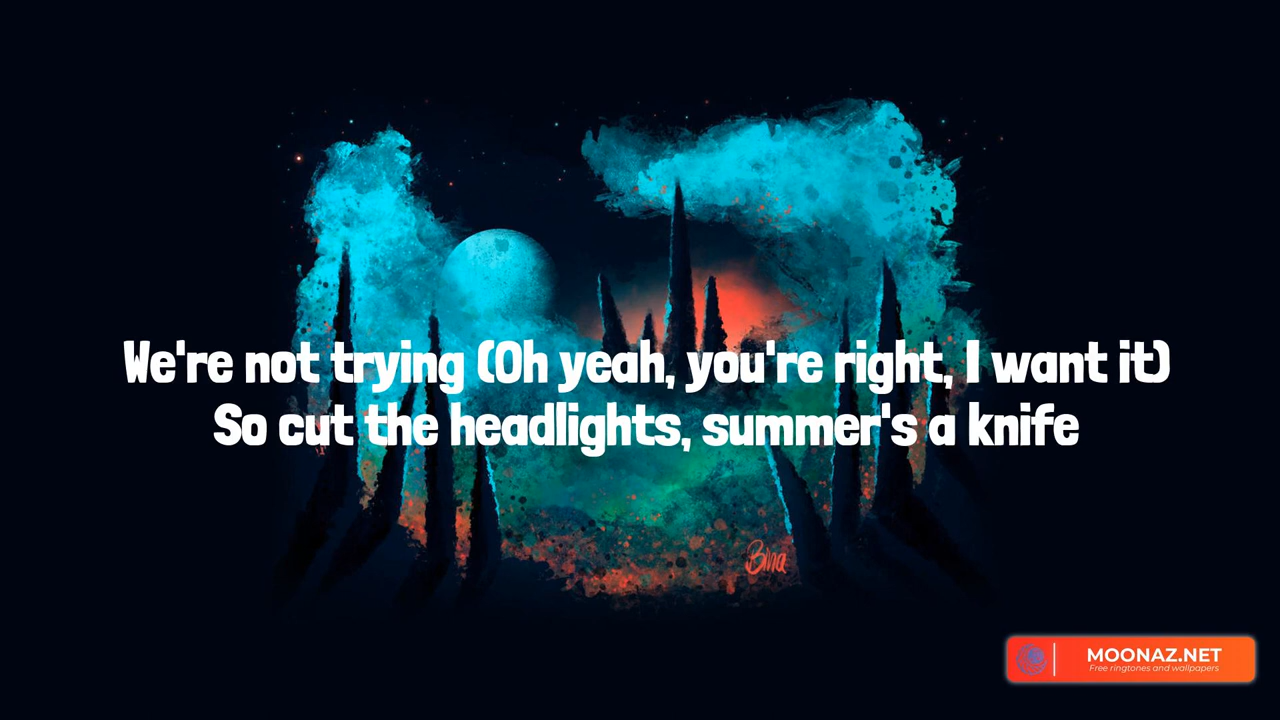 We're not trying (Oh yeah, you're right, I want it)
So cut the headlights, summer's a knife
Bina
MOONAZ.NET
Free ringtones and wallpapers